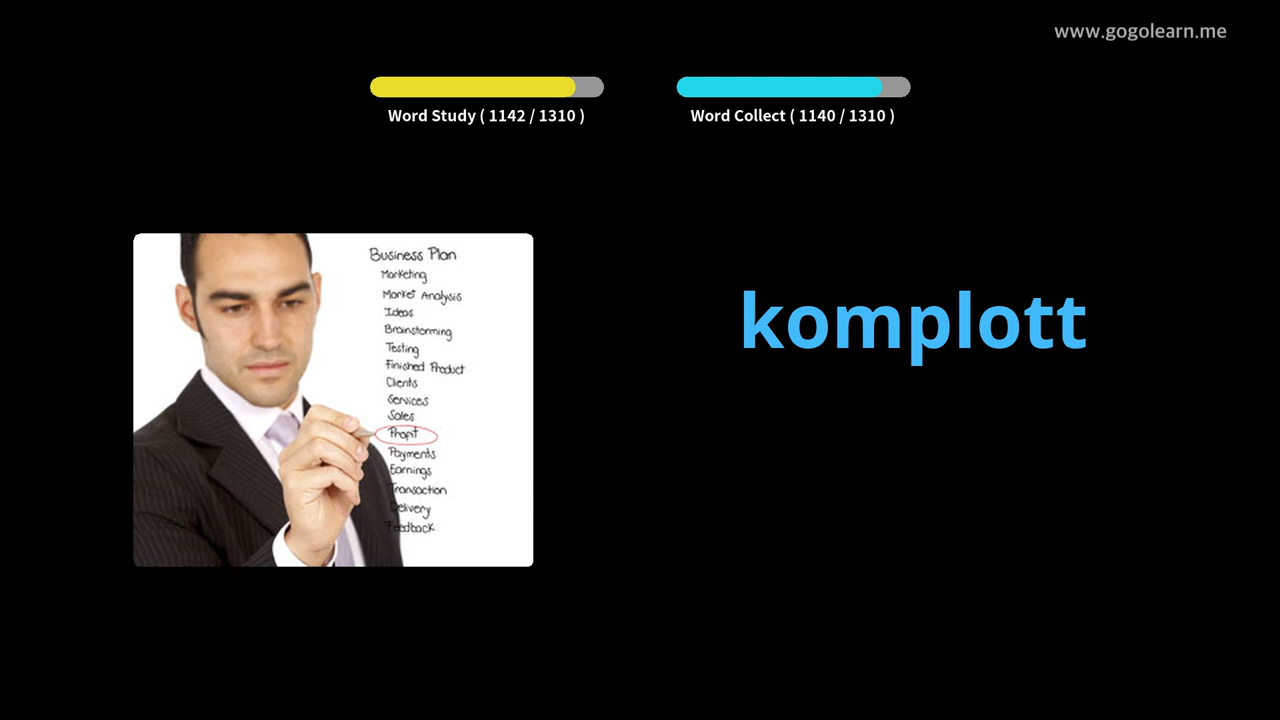 www.gogolearn.me
Word Study ( 1142 / 1310 )
Word Collect ( 1140 / 1310 )
Business Plan
Marketing
Market Analysis
Ideas
Brainstorming
Testing
Finished Product
Clients
Services
Sales
Profit
Payments
Earnings
Transaction
Delivery
Feedback
komplott